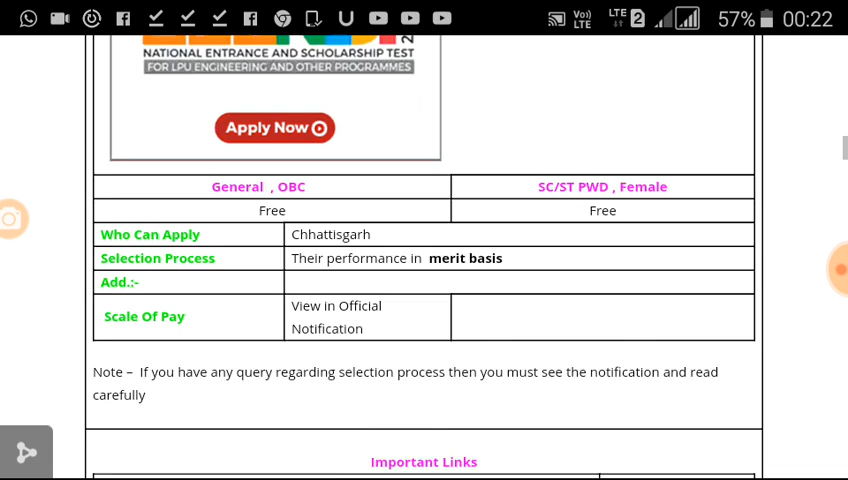 Vo))
LTE
LTE 2
57%
00:22
NATIONAL ENTRANCE AND SCHOLARSHIP TEST
FOR LPU ENGINEERING AND OTHER PROGRAMMES
Apply Now
General , OBC
SC/ST PWD , Female
Free
Free
Who Can Apply
Chhattisgarh
Selection Process
Their performance in merit basis
Add.:-
Scale Of Pay
View in Official
Notification
Note – If you have any query regarding selection process then you must see the notification and read
carefully
Important Links